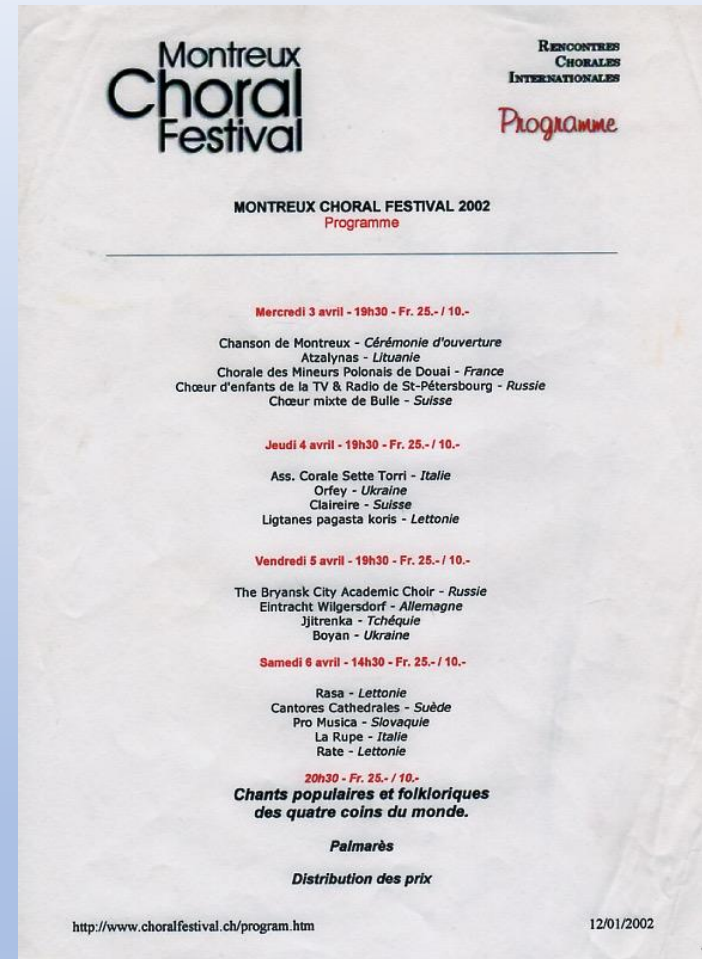 Montreux
Choral
Festival
RENCONTRES
CHORALES
INTERNATIONALES
Programme
MONTREUX CHORAL FESTIVAL 2002
Programme
Mercredi 3 avril - 19h30 - Fr. 25.- / 10.-
Chanson de Montreux - Cérémonie d'ouverture
Atzalynas - Lituanie
Chorale des Mineurs Polonais de Douai - France
Chœur d'enfants de la TV & Radio de St-Pétersbourg - Russie
Chœur mixte de Bulle - Suisse
Jeudi 4 avril - 19h30 - Fr. 25.- / 10.-
Ass. Corale Sette Torri - Italie
Orfey - Ukraine
Claireire - Suisse
Ligtanes pagasta koris - Lettonie
Vendredi 5 avril - 19h30 - Fr. 25.- / 10.-
The Bryansk City Academic Choir - Russie
Eintracht Wilgersdorf - Allemagne
Jjitrenka - Tchéquie
Boyan - Ukraine
Samedi 6 avril - 14h30 - Fr. 25.- / 10.-
Rasa - Lettonie
Cantores Cathedrales - Suède
Pro Musica - Slovaquie
La Rupe - Italie
Rate - Lettonie
20h30 - Fr. 25.- / 10.-
Chants populaires et folkloriques
des quatre coins du monde.
Palmarès
Distribution des prix
http://www.choralfestival.ch/program.htm
12/01/2002